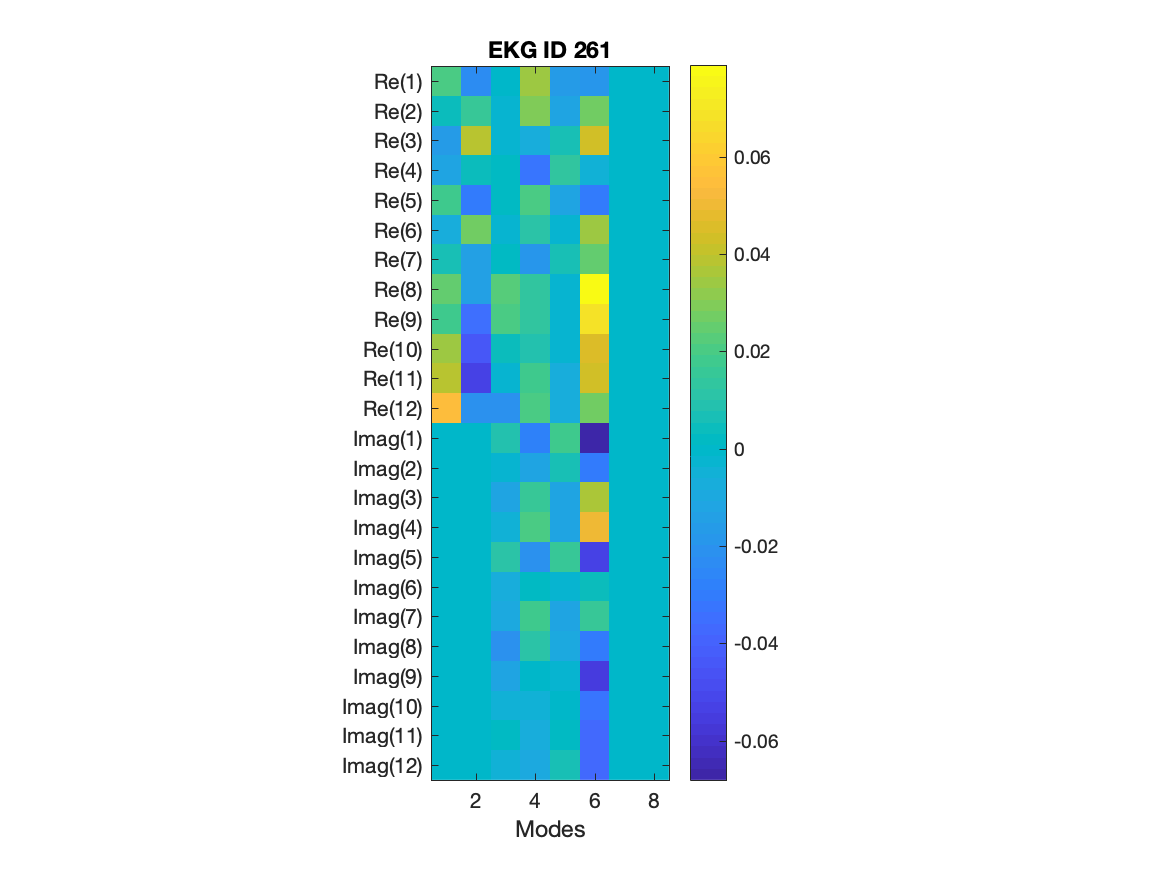 EKG ID 261
Re(1)
Re(2)
Re(3)
Re(4)
Re(5)
Re(6)
Re(7)
Re(8)
Re(9)
Re(10)
Re(11)
Re(12)
Imag(1)
Imag(2)
Imag(3)
Imag(4)
Imag(5)
Imag(6)
Imag(7)
Imag(8)
Imag(9)
Imag(10)
Imag(11)
Imag(12)
2 4 6 8
Modes
0.06
0.04
0.02
0
-0.02
-0.04
-0.06